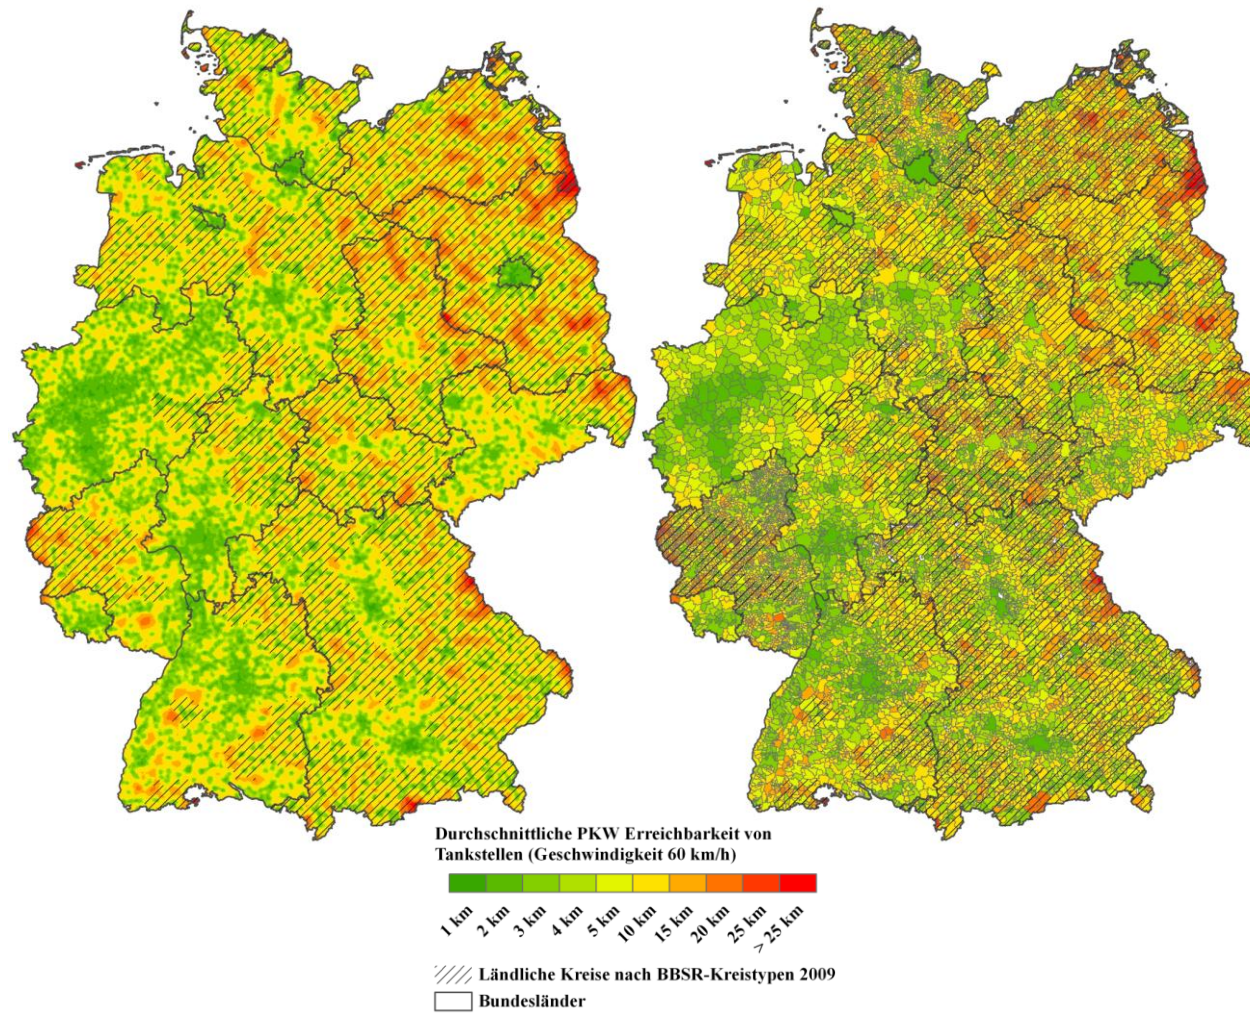 Durchschnittliche PKW Erreichbarkeit von
Tankstellen (Geschwindigkeit 60 km/h)
1 km
2 km
3 km
4 km
5 km
10 km
15 km
20 km
25 km
> 25 km
Ländliche Kreise nach BBSR-Kreistypen 2009
Bundesländer